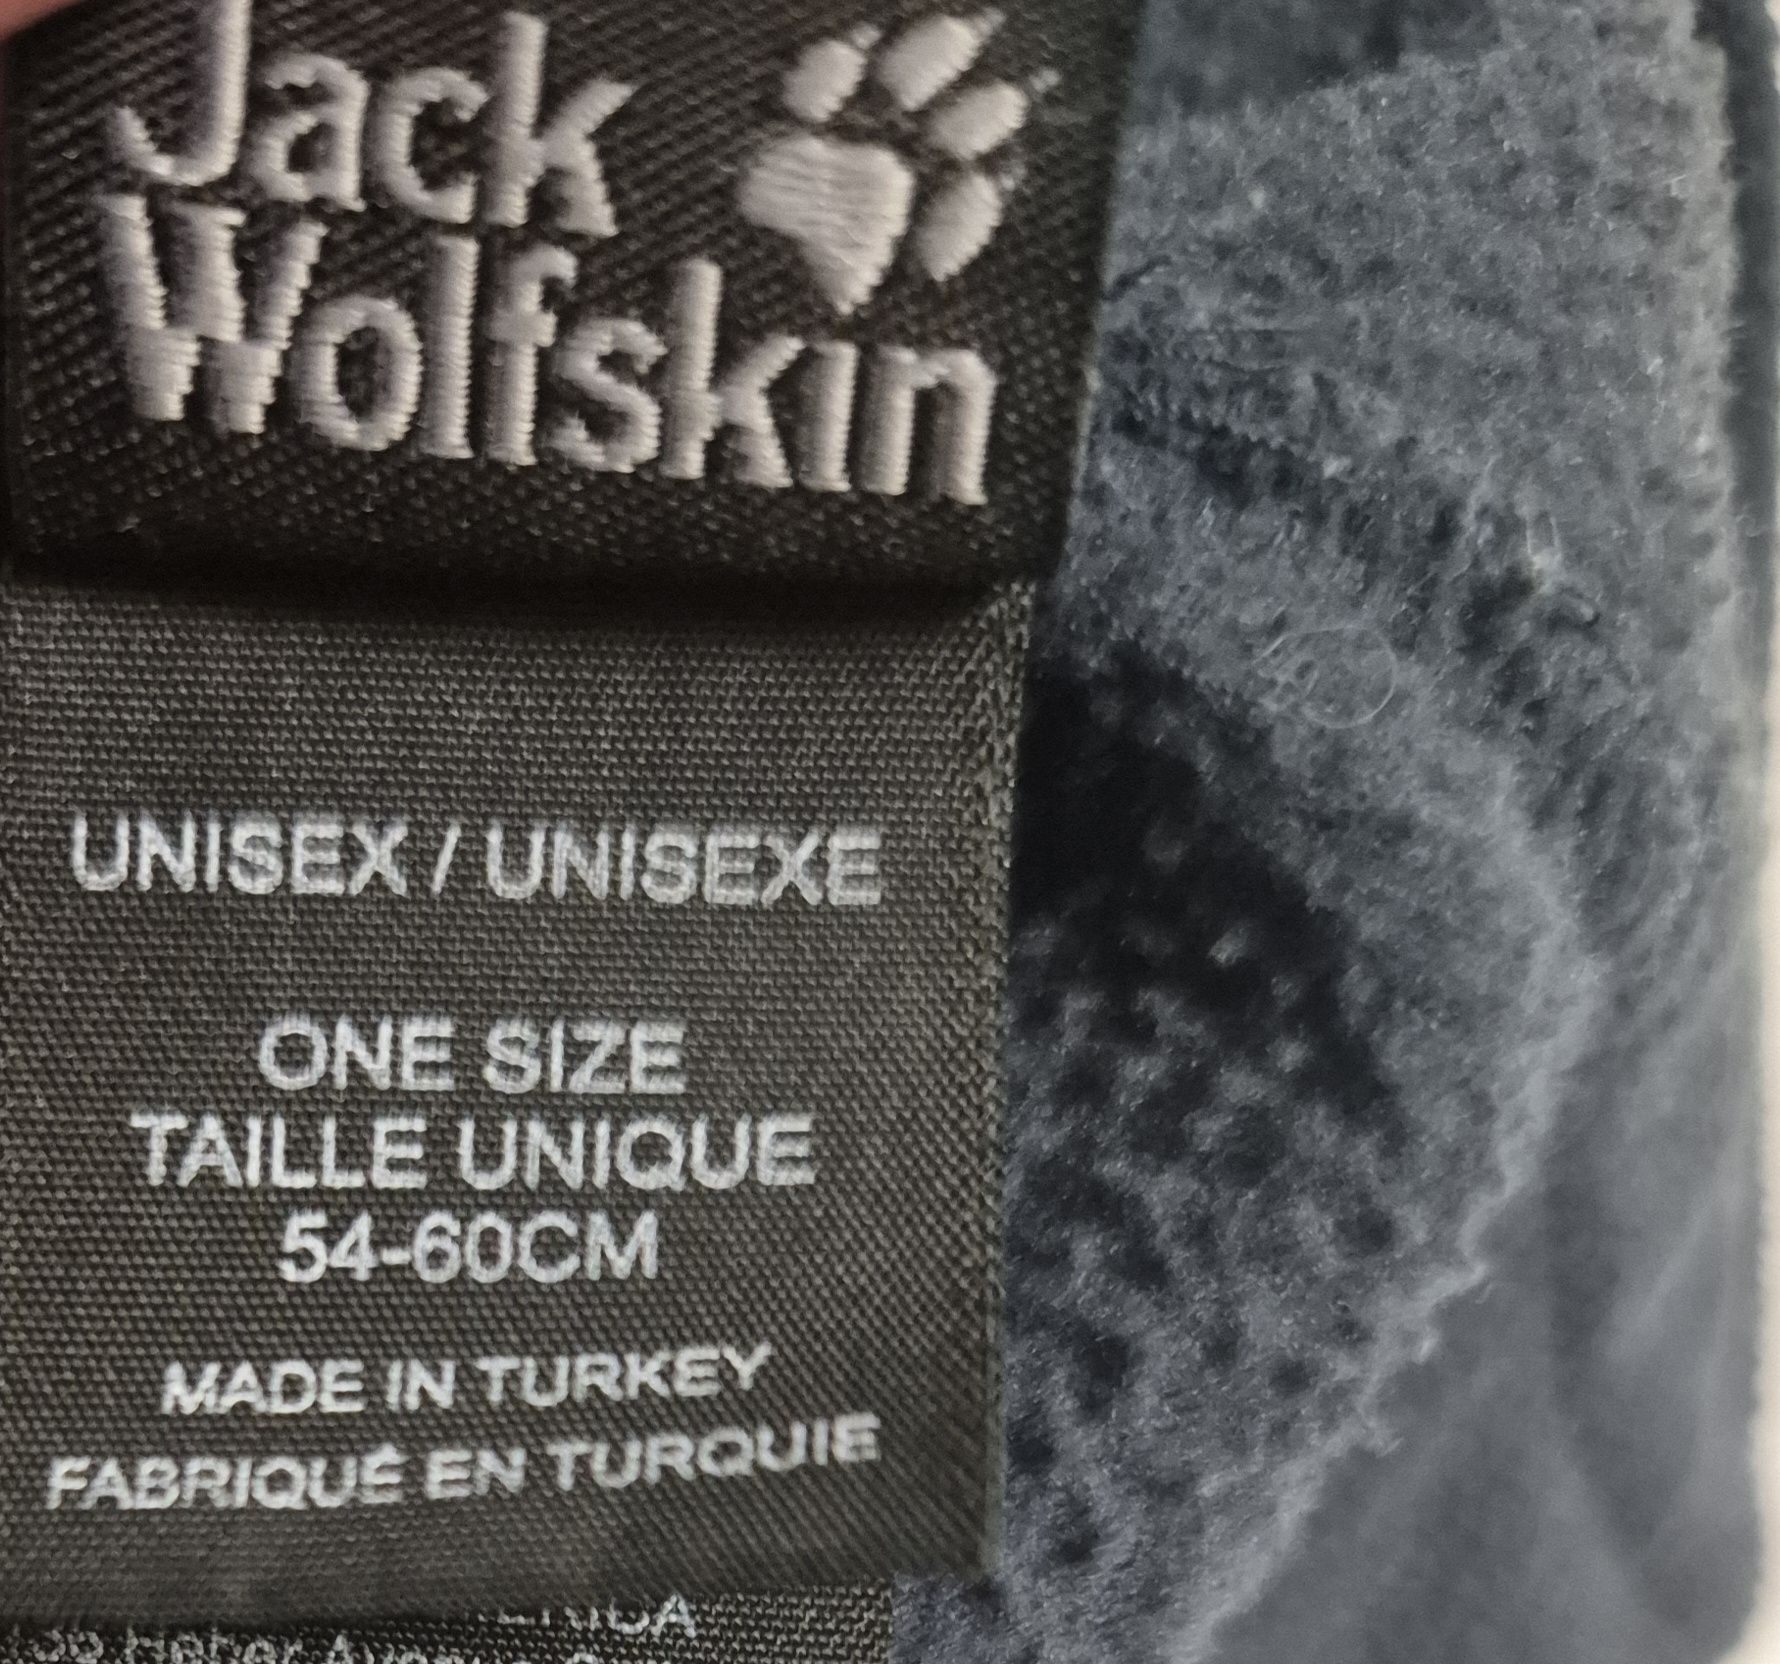 Jack
Wolfskin
UNISEX / UNISEXE
ONE SIZE
TAILLE UNIQUE
54-60CM
MADE IN TURKEY
FABRIQUÉ EN TURQUIE